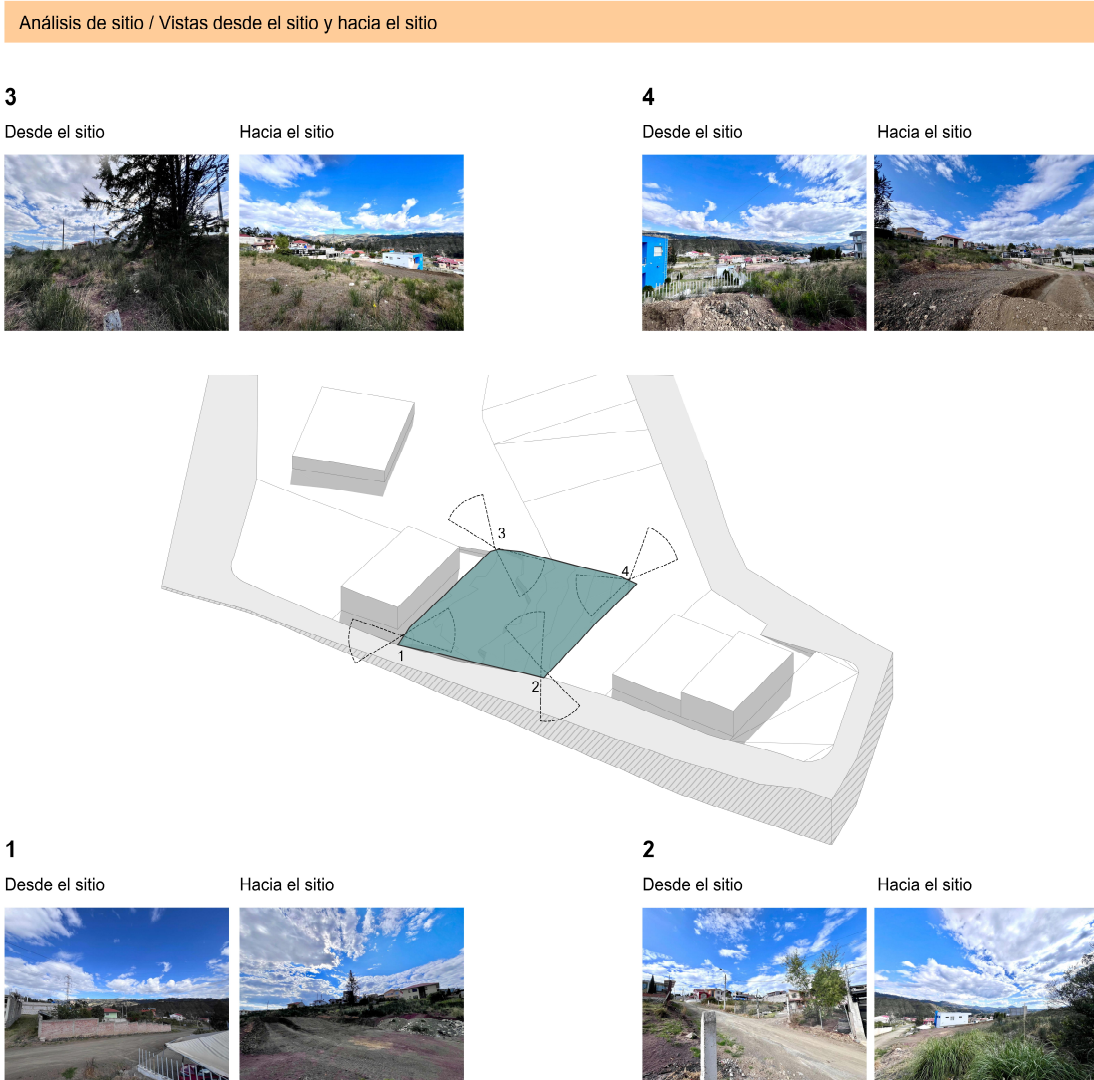 Análisis de sitio / Vistas desde el sitio y hacia el sitio
3
4
Desde el sitio
Hacia el sitio
Desde el sitio
Hacia el sitio
3
4
1
2
1
2
Desde el sitio
Hacia el sitio
Desde el sitio
Hacia el sitio